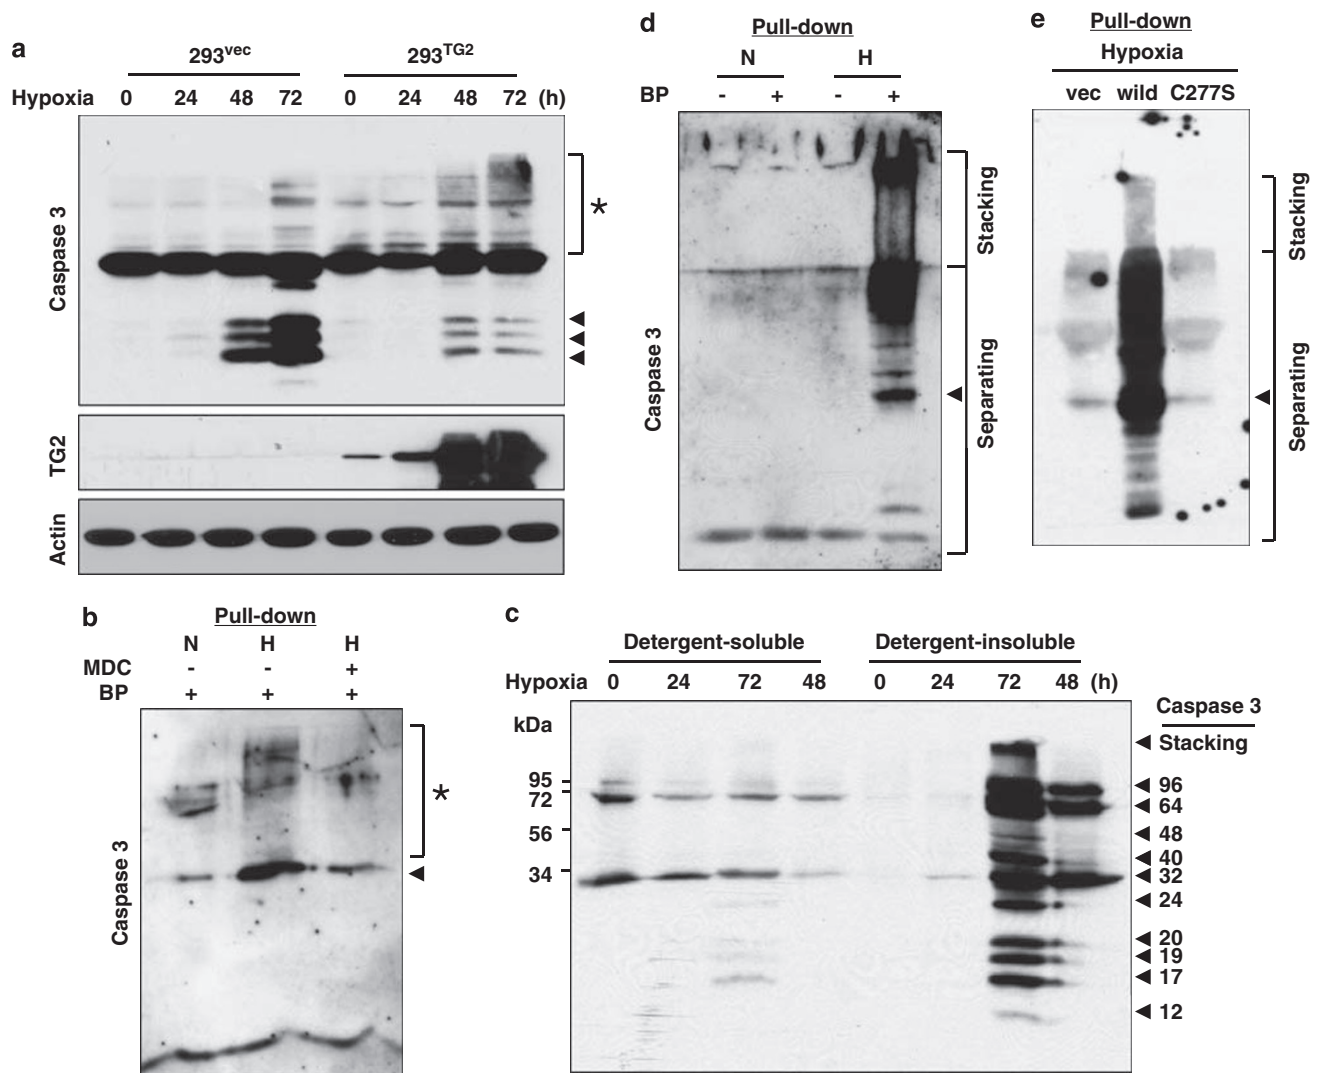 a
293vec 293TG2
Hypoxia 0 24 48 72 0 24 48 72 (h)
Caspase 3
*
TG2
Actin
b
Pull-down
N H H
MDC - - +
BP + + +
Caspase 3
*
c
Detergent-soluble Detergent-insoluble
Hypoxia 0 24 72 48 0 24 72 48 (h)
kDa
95
72
56
34
Caspase 3
Stacking
96
64
48
40
32
24
20
19
17
12
d
Pull-down
N H
BP - + - +
Caspase 3
Stacking
Separating
e
Pull-down
Hypoxia
vec wild C277S
Stacking
Separating